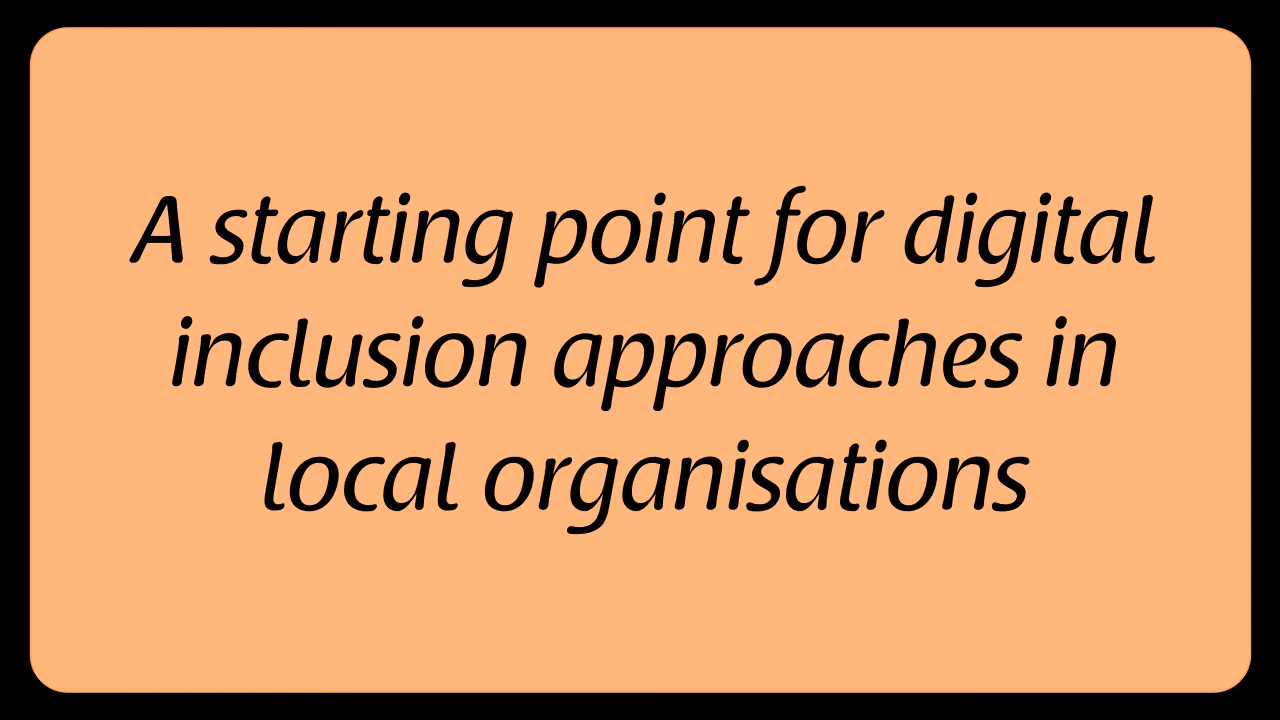 A starting point for digital
inclusion approaches in
local organisations